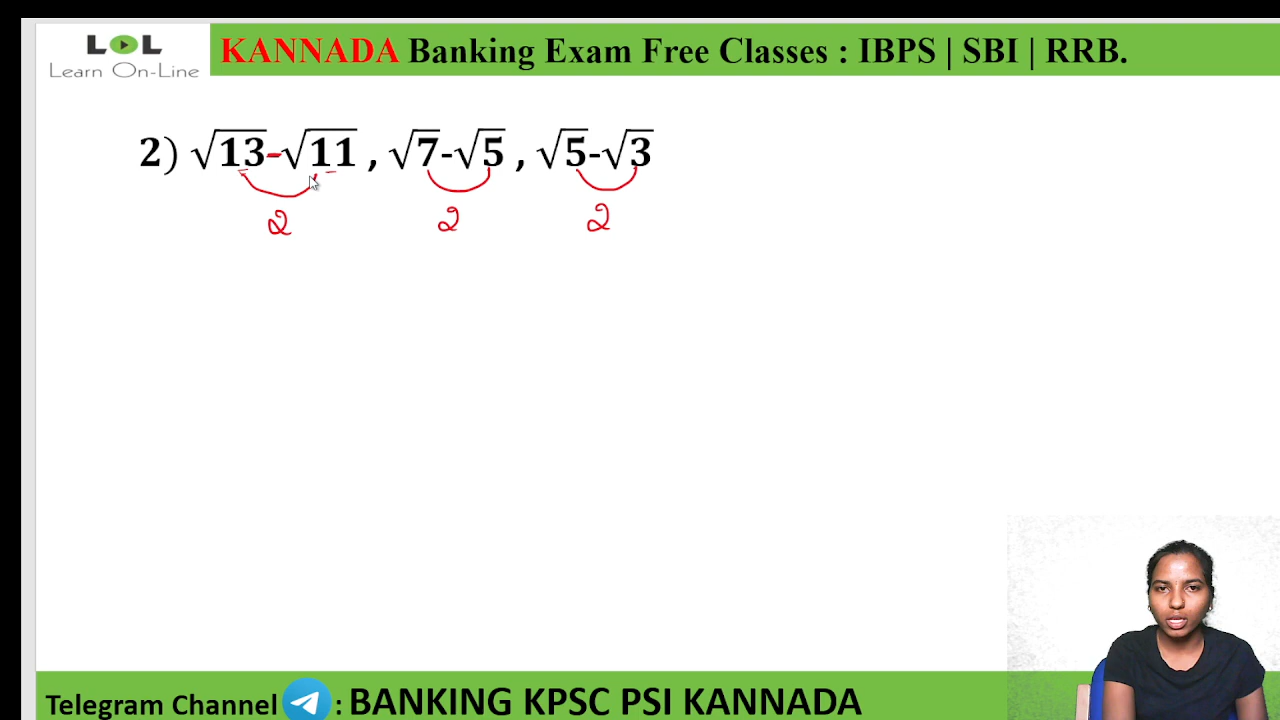 LOL
Learn On-Line
KANNADA Banking Exam Free Classes : IBPS | SBI | RRB.
2) √13-√11 , √7-√5 , √5-√3
2 2 2
Telegram Channel : BANKING KPSC PSI KANNADA